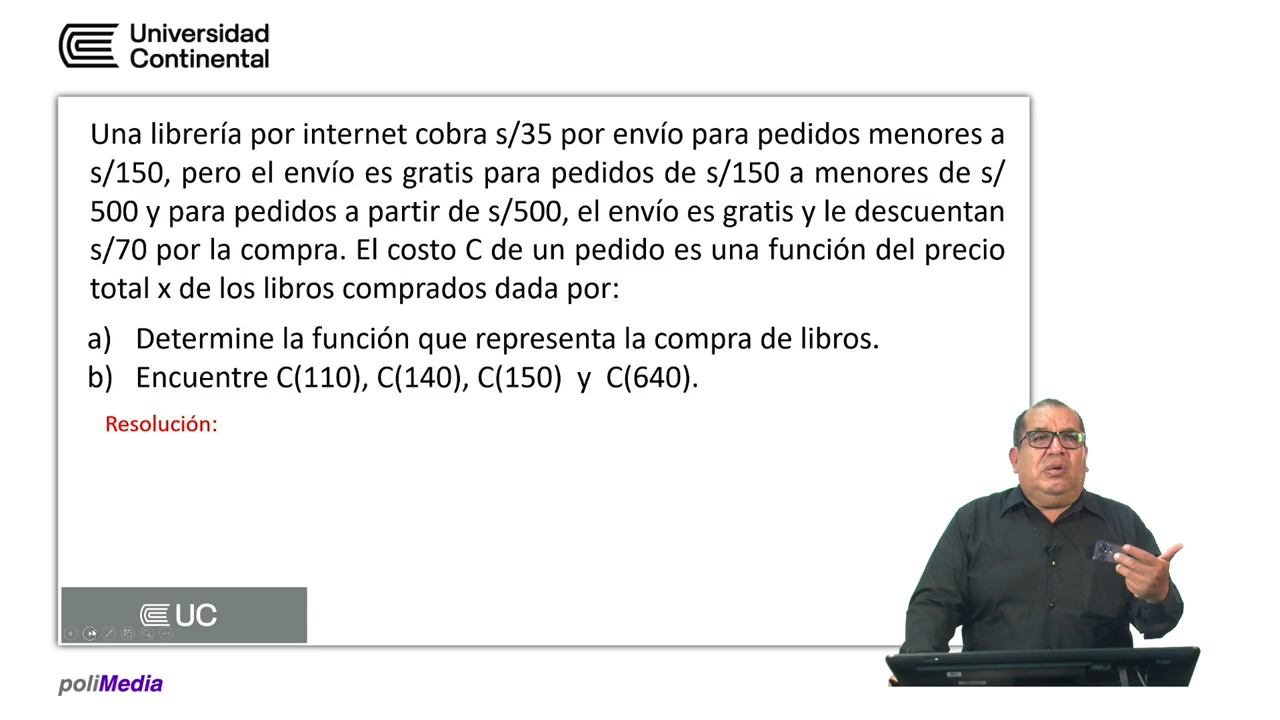 Universidad
Continental
Una librería por internet cobra s/35 por envío para pedidos menores a
s/150, pero el envío es gratis para pedidos de s/150 a menores de s/
500 y para pedidos a partir de s/500, el envío es gratis y le descuentan
s/70 por la compra. El costo C de un pedido es una función del precio
total x de los libros comprados dada por:
a) Determine la función que representa la compra de libros.
b) Encuentre C(110), C(140), C(150) y C(640).
Resolución:
UC
poliMedia